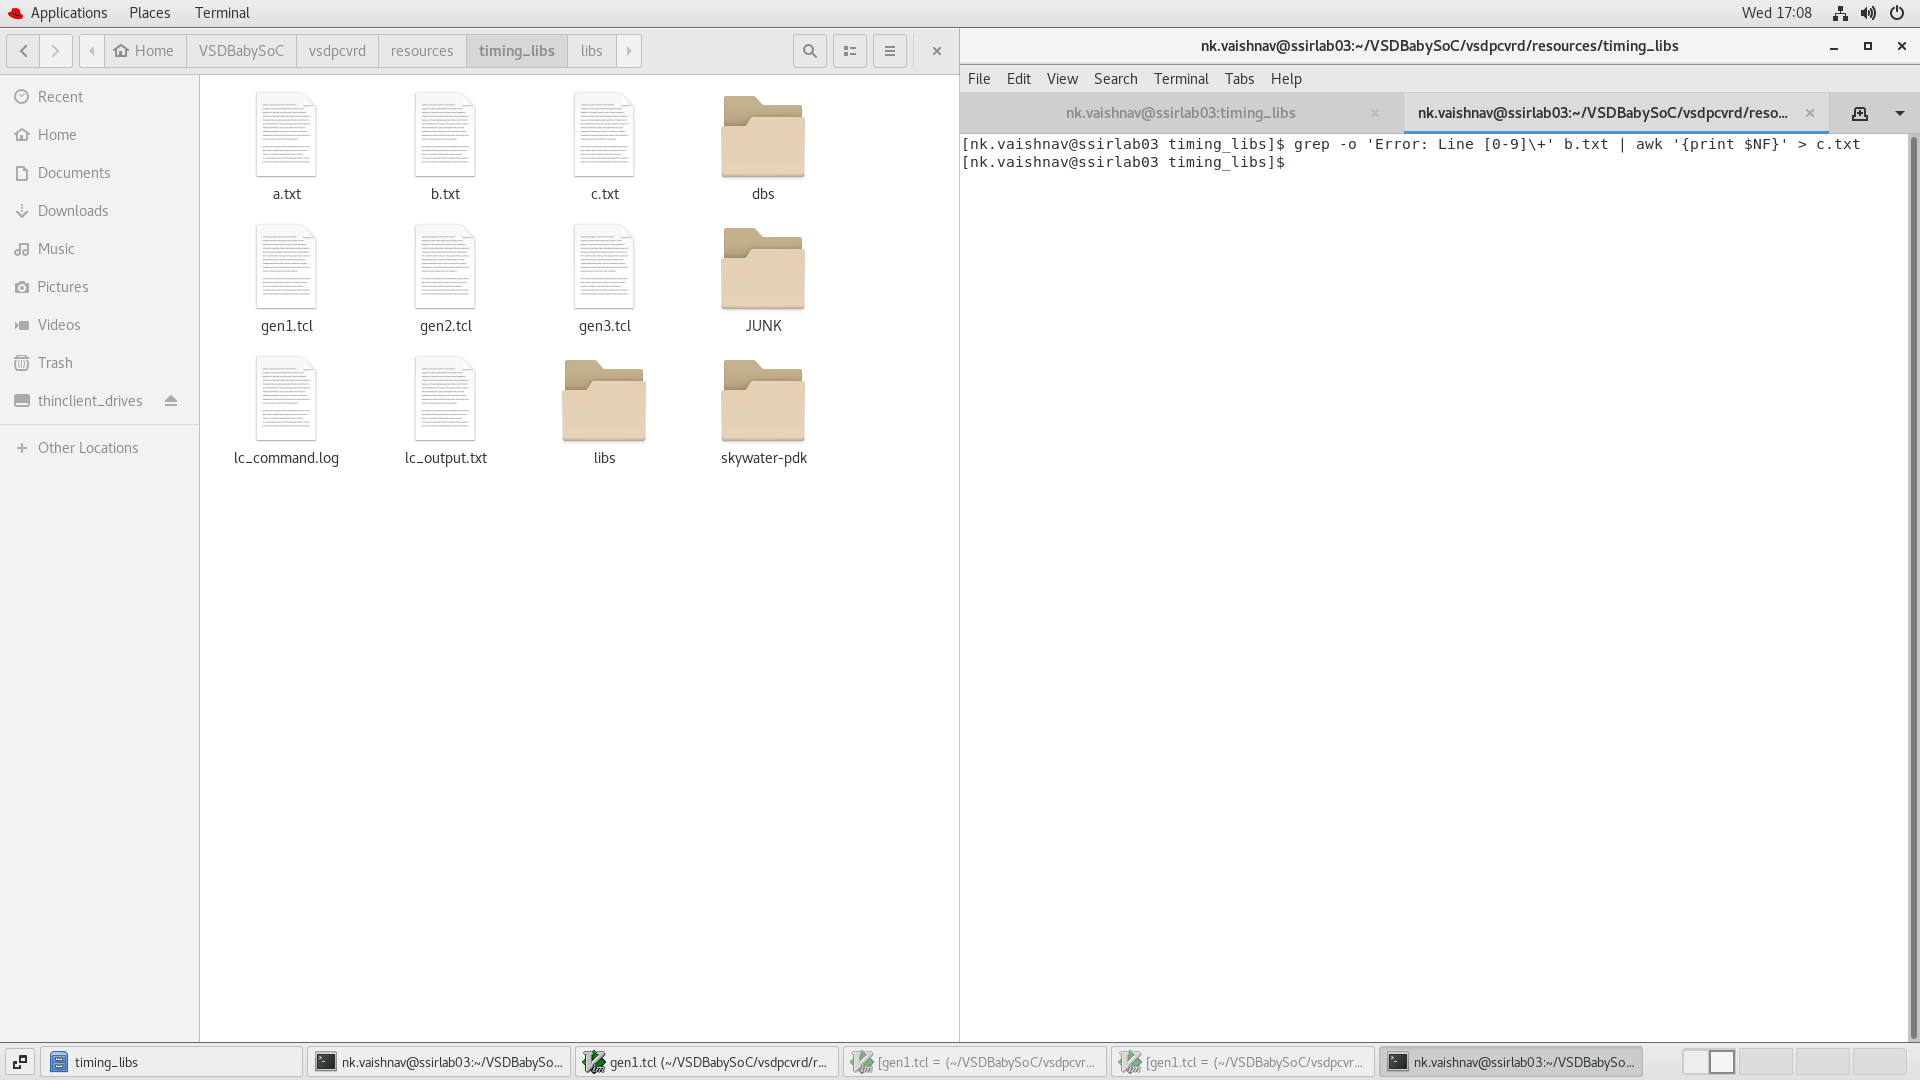 Applications Places Terminal
Wed 17:08
Home VSDBabySoC vsdpcvrd resources timing_libs libs
Recent
Home
Documents
Downloads
Music
Pictures
Videos
Trash
thinclient_drives
Other Locations
a.txt b.txt c.txt dbs
gen1.tcl gen2.tcl gen3.tcl JUNK
lc_command.log lc_output.txt libs skywater-pdk
nk.vaishnav@ssirlab03:~/VSDBabySoC/vsdpcvrd/resources/timing_libs
File Edit View Search Terminal Tabs Help
nk.vaishnav@ssirlab03:timing_libs
nk.vaishnav@ssirlab03:~/VSDBabySoC/vsdpcvrd/reso...
[nk.vaishnav@ssirlab03 timing_libs]$ grep -o 'Error: Line [0-9]\+' b.txt | awk '{print $NF}' > c.txt
[nk.vaishnav@ssirlab03 timing_libs]$
timing_libs
nk.vaishnav@ssirlab03:~/VSDBabySo...
gen1.tcl (~/VSDBabySoC/vsdpcvrd/r...
[gen1.tcl = (~/VSDBabySoC/vsdpcvr...
[gen1.tcl = (~/VSDBabySoC/vsdpcvr...
nk.vaishnav@ssirlab03:~/VSDBabySo...